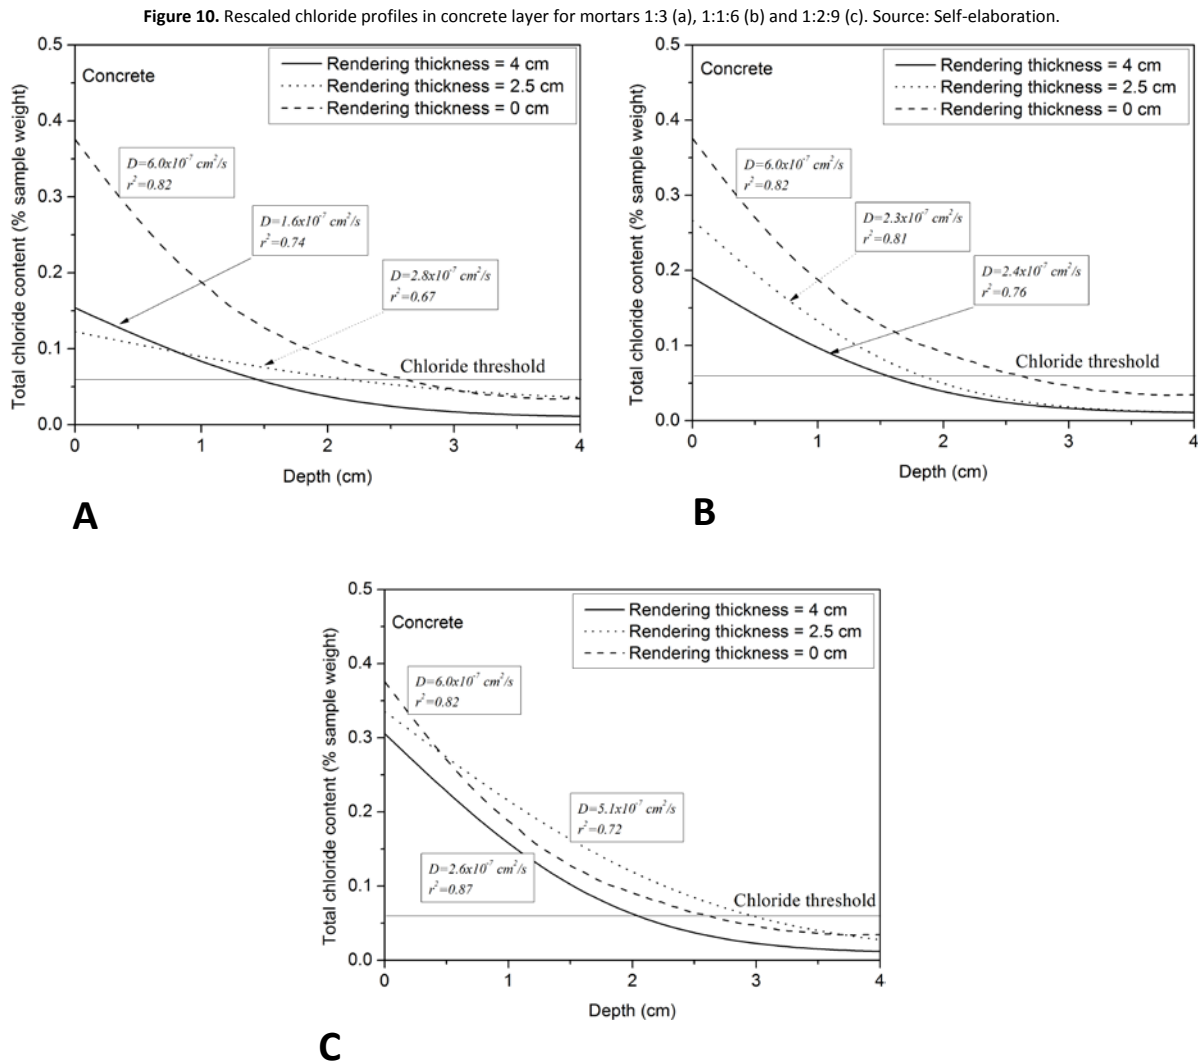 Figure 10. Rescaled chloride profiles in concrete layer for mortars 1:3 (a), 1:1:6 (b) and 1:2:9 (c). Source: Self-elaboration.
0.5
0.4
0.3
0.2
0.1
0.0
Total chloride content (% sample weight)
Concrete
Rendering thickness = 4 cm
Rendering thickness = 2.5 cm
Rendering thickness = 0 cm
D=6.0x10⁻⁷ cm²/s
r²=0.82
D=1.6x10⁻⁷ cm²/s
r²=0.74
D=2.8x10⁻⁷ cm²/s
r²=0.67
Chloride threshold
0 1 2 3 4
Depth (cm)
A
0.5
0.4
0.3
0.2
0.1
0.0
Total chloride content (% sample weight)
Concrete
Rendering thickness = 4 cm
Rendering thickness = 2.5 cm
Rendering thickness = 0 cm
D=6.0x10⁻⁷ cm²/s
r²=0.82
D=2.3x10⁻⁷ cm²/s
r²=0.81
D=2.4x10⁻⁷ cm²/s
r²=0.76
Chloride threshold
0 1 2 3 4
Depth (cm)
B
0.5
0.4
0.3
0.2
0.1
0.0
Total chloride content (% sample weight)
Concrete
Rendering thickness = 4 cm
Rendering thickness = 2.5 cm
Rendering thickness = 0 cm
D=6.0x10⁻⁷ cm²/s
r²=0.82
D=5.1x10⁻⁷ cm²/s
r²=0.72
D=2.6x10⁻⁷ cm²/s
r²=0.87
Chloride threshold
0 1 2 3 4
Depth (cm)
C